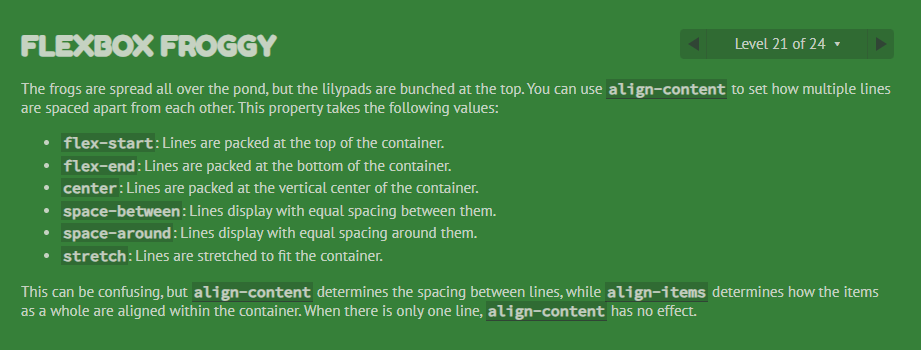 FLEXBOX FROGGY
Level 21 of 24
The frogs are spread all over the pond, but the lilypads are bunched at the top. You can use align-content to set how multiple lines
are spaced apart from each other. This property takes the following values:
• flex-start: Lines are packed at the top of the container.
• flex-end: Lines are packed at the bottom of the container.
• center: Lines are packed at the vertical center of the container.
• space-between: Lines display with equal spacing between them.
• space-around: Lines display with equal spacing around them.
• stretch: Lines are stretched to fit the container.
This can be confusing, but align-content determines the spacing between lines, while align-items determines how the items
as a whole are aligned within the container. When there is only one line, align-content has no effect.